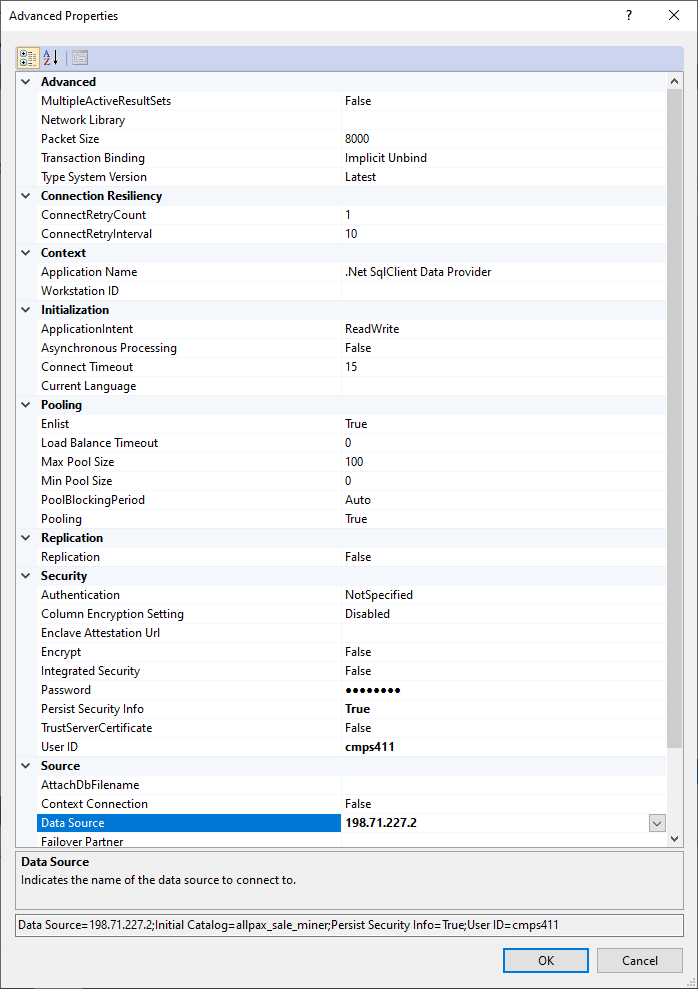 Advanced Properties
Advanced
MultipleActiveResultSets False
Network Library
Packet Size 8000
Transaction Binding Implicit Unbind
Type System Version Latest
Connection Resiliency
ConnectRetryCount 1
ConnectRetryInterval 10
Context
Application Name .Net SqlClient Data Provider
Workstation ID
Initialization
ApplicationIntent ReadWrite
Asynchronous Processing False
Connect Timeout 15
Current Language
Pooling
Enlist True
Load Balance Timeout 0
Max Pool Size 100
Min Pool Size 0
PoolBlockingPeriod Auto
Pooling True
Replication
Replication False
Security
Authentication NotSpecified
Column Encryption Setting Disabled
Enclave Attestation Url
Encrypt False
Integrated Security False
Password ●●●●●●●●
Persist Security Info True
TrustServerCertificate False
User ID cmps411
Source
AttachDbFilename
Context Connection False
Data Source 198.71.227.2
Failover Partner
Data Source
Indicates the name of the data source to connect to.
Data Source=198.71.227.2;Initial Catalog=allpax_sale_miner;Persist Security Info=True;User ID=cmps411
OK Cancel